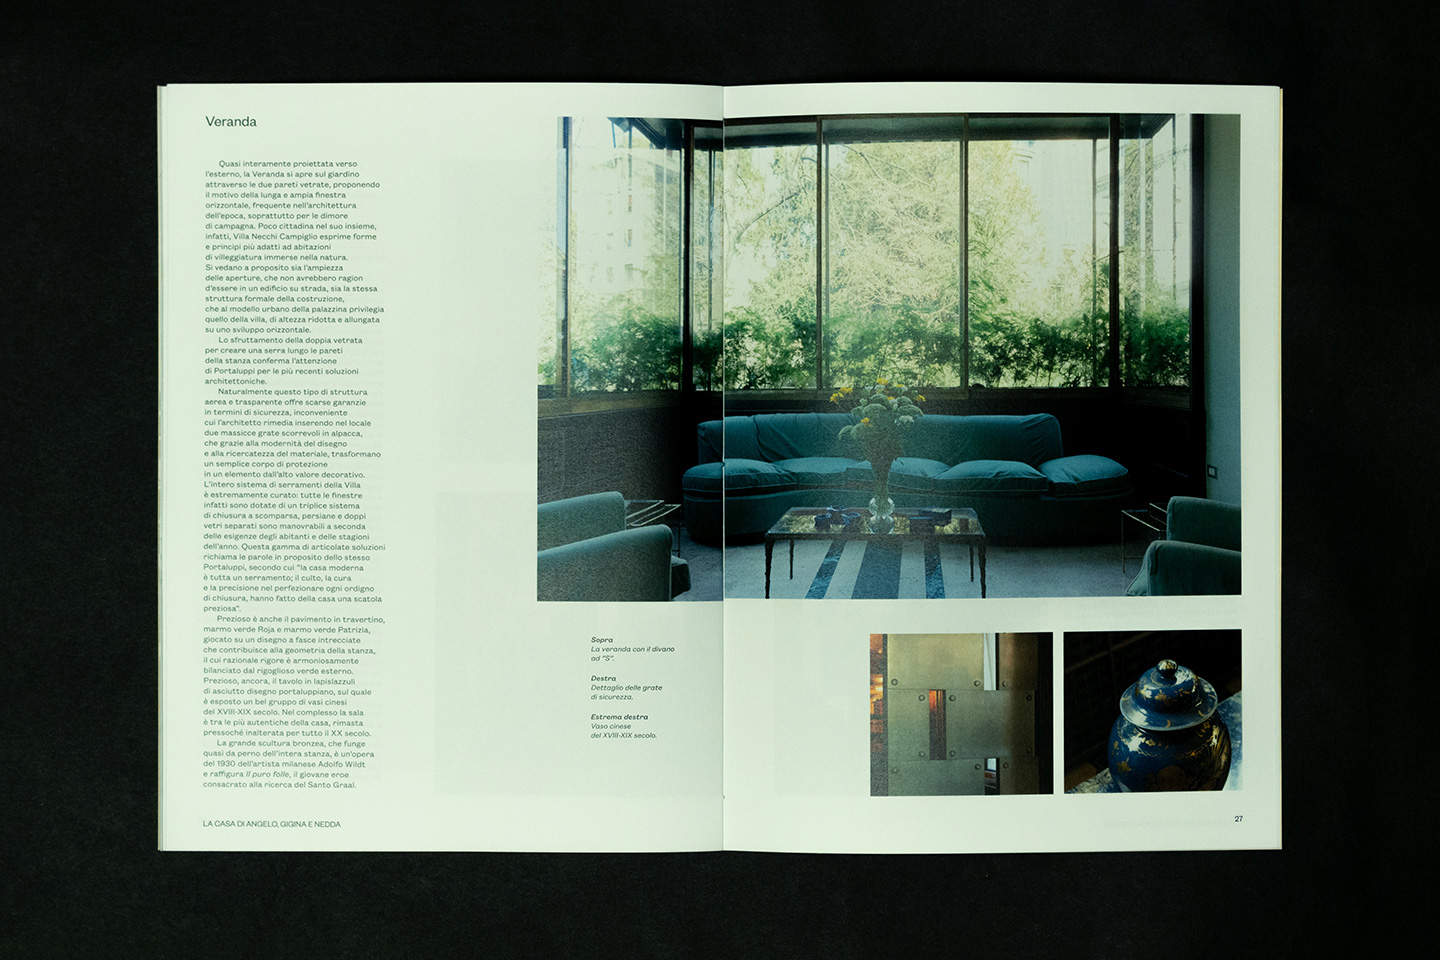 Veranda
Quasi interamente proiettata verso
l'esterno, la Veranda si apre sul giardino
attraverso le due pareti vetrate, proponendo
il motivo della lunga e ampia finestra
orizzontale, frequente nell'architettura
dell'epoca, soprattutto per le dimore
di campagna. Poco cittadina nel suo insieme,
infatti, Villa Necchi Campiglio esprime forme
e principi più adatti ad abitazioni
di villeggiatura immerse nella natura.
Si vedano a proposito sia l'ampiezza
delle aperture, che non avrebbero ragion
d'essere in un edificio su strada, sia la stessa
struttura formale della costruzione,
che al modello urbano della palazzina privilegia
quello della villa, di altezza ridotta e allungata
su uno sviluppo orizzontale.
Lo sfruttamento della doppia vetrata
per creare una serra lungo le pareti
della stanza conferma l'attenzione
di Portaluppi per le più recenti soluzioni
architettoniche.
Naturalmente questo tipo di struttura
aerea e trasparente offre scarse garanzie
in termini di sicurezza, inconveniente
cui l'architetto rimedia inserendo nel locale
due massicce grate scorrevoli in alpacca,
che grazie alla modernità del disegno
e alla ricercatezza del materiale, trasformano
un semplice corpo di protezione
in un elemento dall'alto valore decorativo.
L'intero sistema di serramenti della Villa
è estremamente curato: tutte le finestre
infatti sono dotate di un triplice sistema
di chiusura a scomparsa, persiane e doppi
vetri separati sono manovrabili a seconda
delle esigenze degli abitanti e delle stagioni
dell'anno. Questa gamma di articolate soluzioni
richiama le parole in proposito dello stesso
Portaluppi, secondo cui "la casa moderna
è tutta un serramento; il culto, la cura
e la precisione nel perfezionare ogni ordigno
di chiusura, hanno fatto della casa una scatola
preziosa".
Prezioso è anche il pavimento in travertino,
marmo verde Roja e marmo verde Patrizia,
giocato su un disegno a fasce intrecciate
che contribuisce alla geometria della stanza,
il cui razionale rigore è armoniosamente
bilanciato dal rigoglioso verde esterno.
Prezioso, ancora, il tavolo in lapislazzuli
di asciutto disegno portaluppiano, sul quale
è esposto un bel gruppo di vasi cinesi
del XVIII-XIX secolo. Nel complesso la sala
è tra le più autentiche della casa, rimasta
pressoché inalterata per tutto il XX secolo.
La grande scultura bronzea, che funge
quasi da perno dell'intera stanza, è un'opera
del 1930 dell'artista milanese Adolfo Wildt
e raffigura Il puro folle, il giovane eroe
consacrato alla ricerca del Santo Graal.
LA CASA DI ANGELO, GIGINA E NEDDA
Sopra
La veranda con il divano
ad "S".
Destra
Dettaglio delle grate
di sicurezza.
Estrema destra
Vaso cinese
del XVIII-XIX secolo.
27